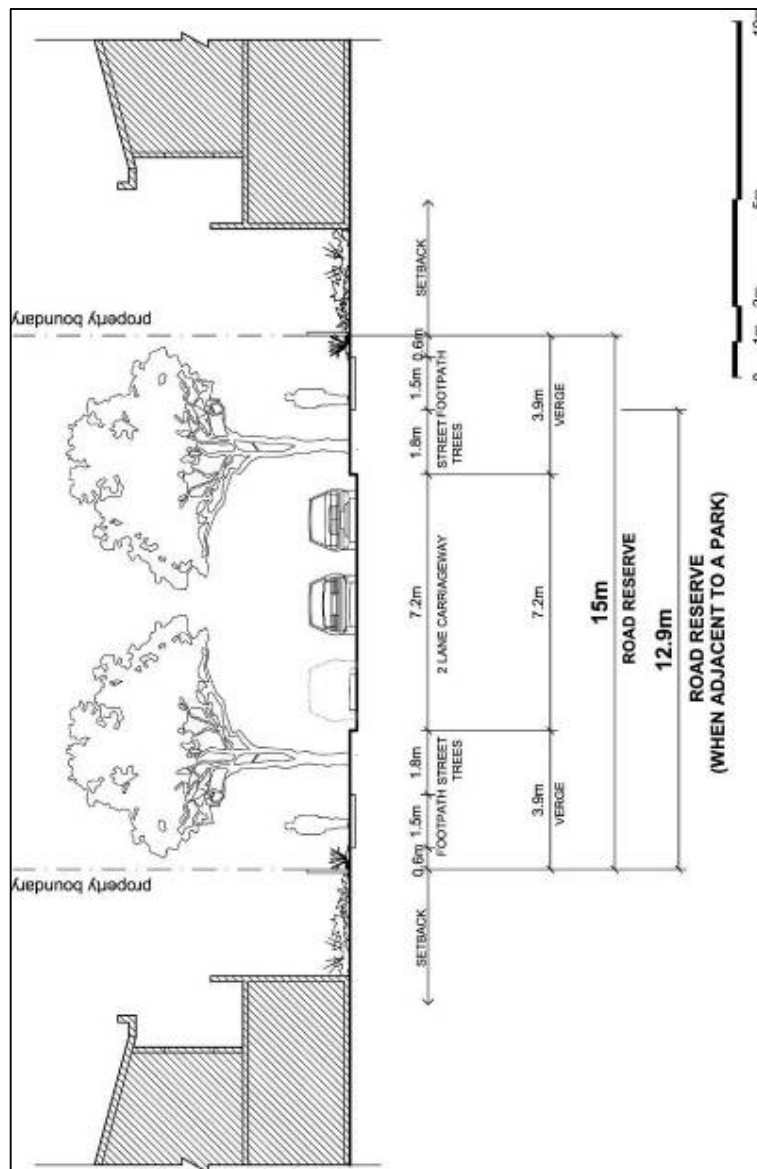 property boundary
property boundary
SETBACK
0.6m
1.5m
FOOTPATH
1.8m
STREET
TREES
7.2m
2 LANE CARRIAGEWAY
1.8m
STREET
TREES
1.5m
FOOTPATH
0.6m
SETBACK
3.9m
VERGE
7.2m
3.9m
VERGE
15m
ROAD RESERVE
12.9m
ROAD RESERVE
(WHEN ADJACENT TO A PARK)
0
1m
2m
5m